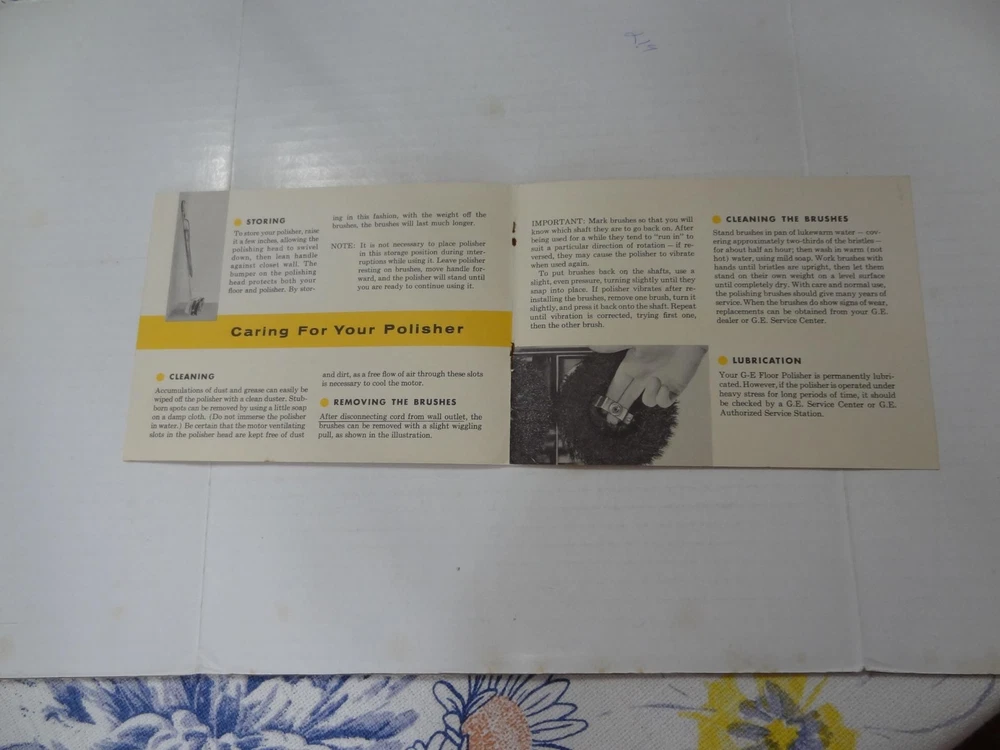 STORING
To store your polisher, raise
it a few inches, allowing the
polishing head to swivel
down, then lean handle
against closet wall. The
bumper on the polishing
head protects both your
floor and polisher. By stor-
ing in this fashion, with the weight off the
brushes, the brushes will last much longer.
NOTE: It is not necessary to place polisher
in this storage position during inter-
ruptions while using it. Leave polisher
resting on brushes, move handle for-
ward, and the polisher will stand until
you are ready to continue using it.
Caring For Your Polisher
CLEANING
Accumulations of dust and grease can easily be
wiped off the polisher with a clean duster. Stub-
born spots can be removed by using a little soap
on a damp cloth. (Do not immerse the polisher
in water.) Be certain that the motor ventilating
slots in the polisher head are kept free of dust
and dirt, as a free flow of air through these slots
is necessary to cool the motor.
REMOVING THE BRUSHES
After disconnecting cord from wall outlet, the
brushes can be removed with a slight wiggling
pull, as shown in the illustration.
IMPORTANT: Mark brushes so that you will
know which shaft they are to go back on. After
being used for a while they tend to "run in" to
suit a particular direction of rotation – if re-
versed, they may cause the polisher to vibrate
when used again.
To put brushes back on the shafts, use a
slight, even pressure, turning slightly until they
snap into place. If polisher vibrates after re-
installing the brushes, remove one brush, turn it
slightly, and press it back onto the shaft. Repeat
until vibration is corrected, trying first one,
then the other brush.
CLEANING THE BRUSHES
Stand brushes in pan of lukewarm water – cov-
ering approximately two-thirds of the bristles –
for about half an hour; then wash in warm (not
hot) water, using mild soap. Work brushes with
hands until bristles are upright, then let them
stand on their own weight on a level surface
until completely dry. With care and normal use,
the polishing brushes should give many years of
service. When the brushes do show signs of wear,
replacements can be obtained from your G.E.
dealer or G.E. Service Center.
LUBRICATION
Your G-E Floor Polisher is permanently lubri-
cated. However, if the polisher is operated under
heavy stress for long periods of time, it should
be checked by a G.E. Service Center or G.E.
Authorized Service Station.